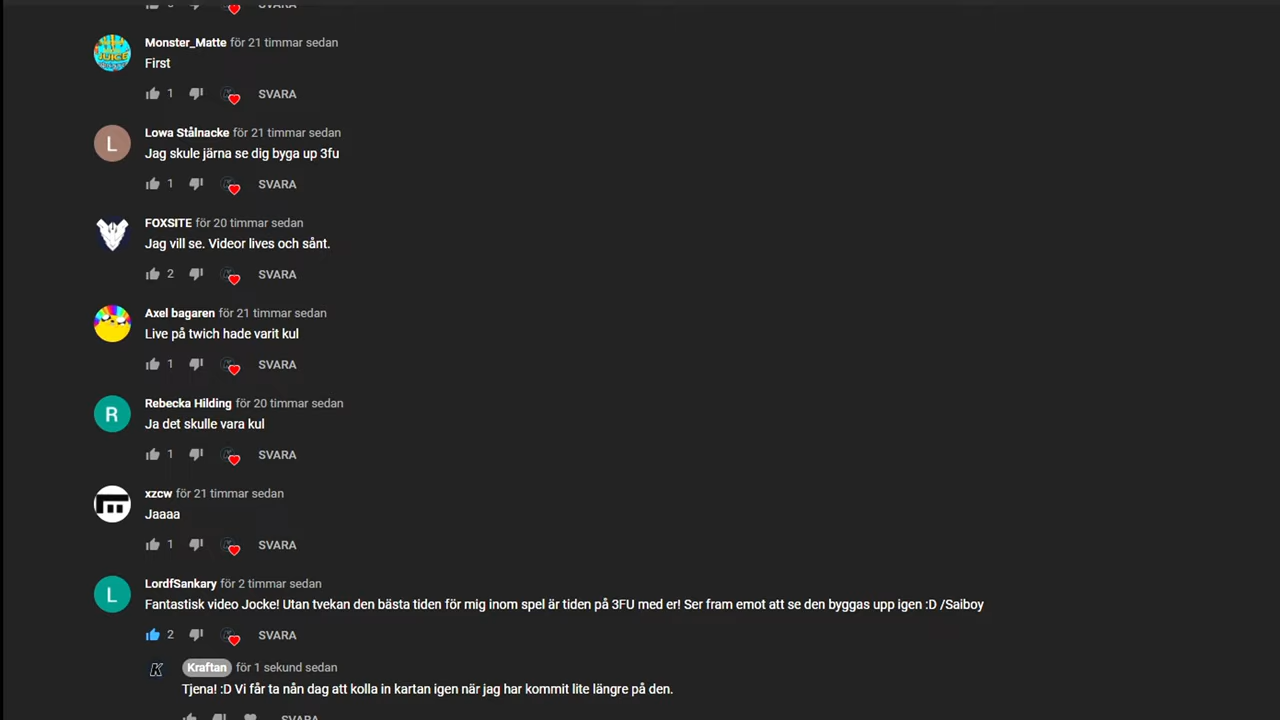 SVARA
Monster_Matte för 21 timmar sedan
First
1 SVARA
L
Lowa Stålnacke för 21 timmar sedan
Jag skule järna se dig byga up 3fu
1 SVARA
FOXSITE för 20 timmar sedan
Jag vill se. Videor lives och sånt.
2 SVARA
Axel bagaren för 21 timmar sedan
Live på twich hade varit kul
1 SVARA
R
Rebecka Hilding för 20 timmar sedan
Ja det skulle vara kul
1 SVARA
xzcw för 21 timmar sedan
Jaaaa
1 SVARA
L
LordfSankary för 2 timmar sedan
Fantastisk video Jocke! Utan tvekan den bästa tiden för mig inom spel är tiden på 3FU med er! Ser fram emot att se den byggas upp igen :D /Saiboy
2 SVARA
K
Kraftan för 1 sekund sedan
Tjena! :D Vi får ta nån dag att kolla in kartan igen när jag har kommit lite längre på den.
SVARA